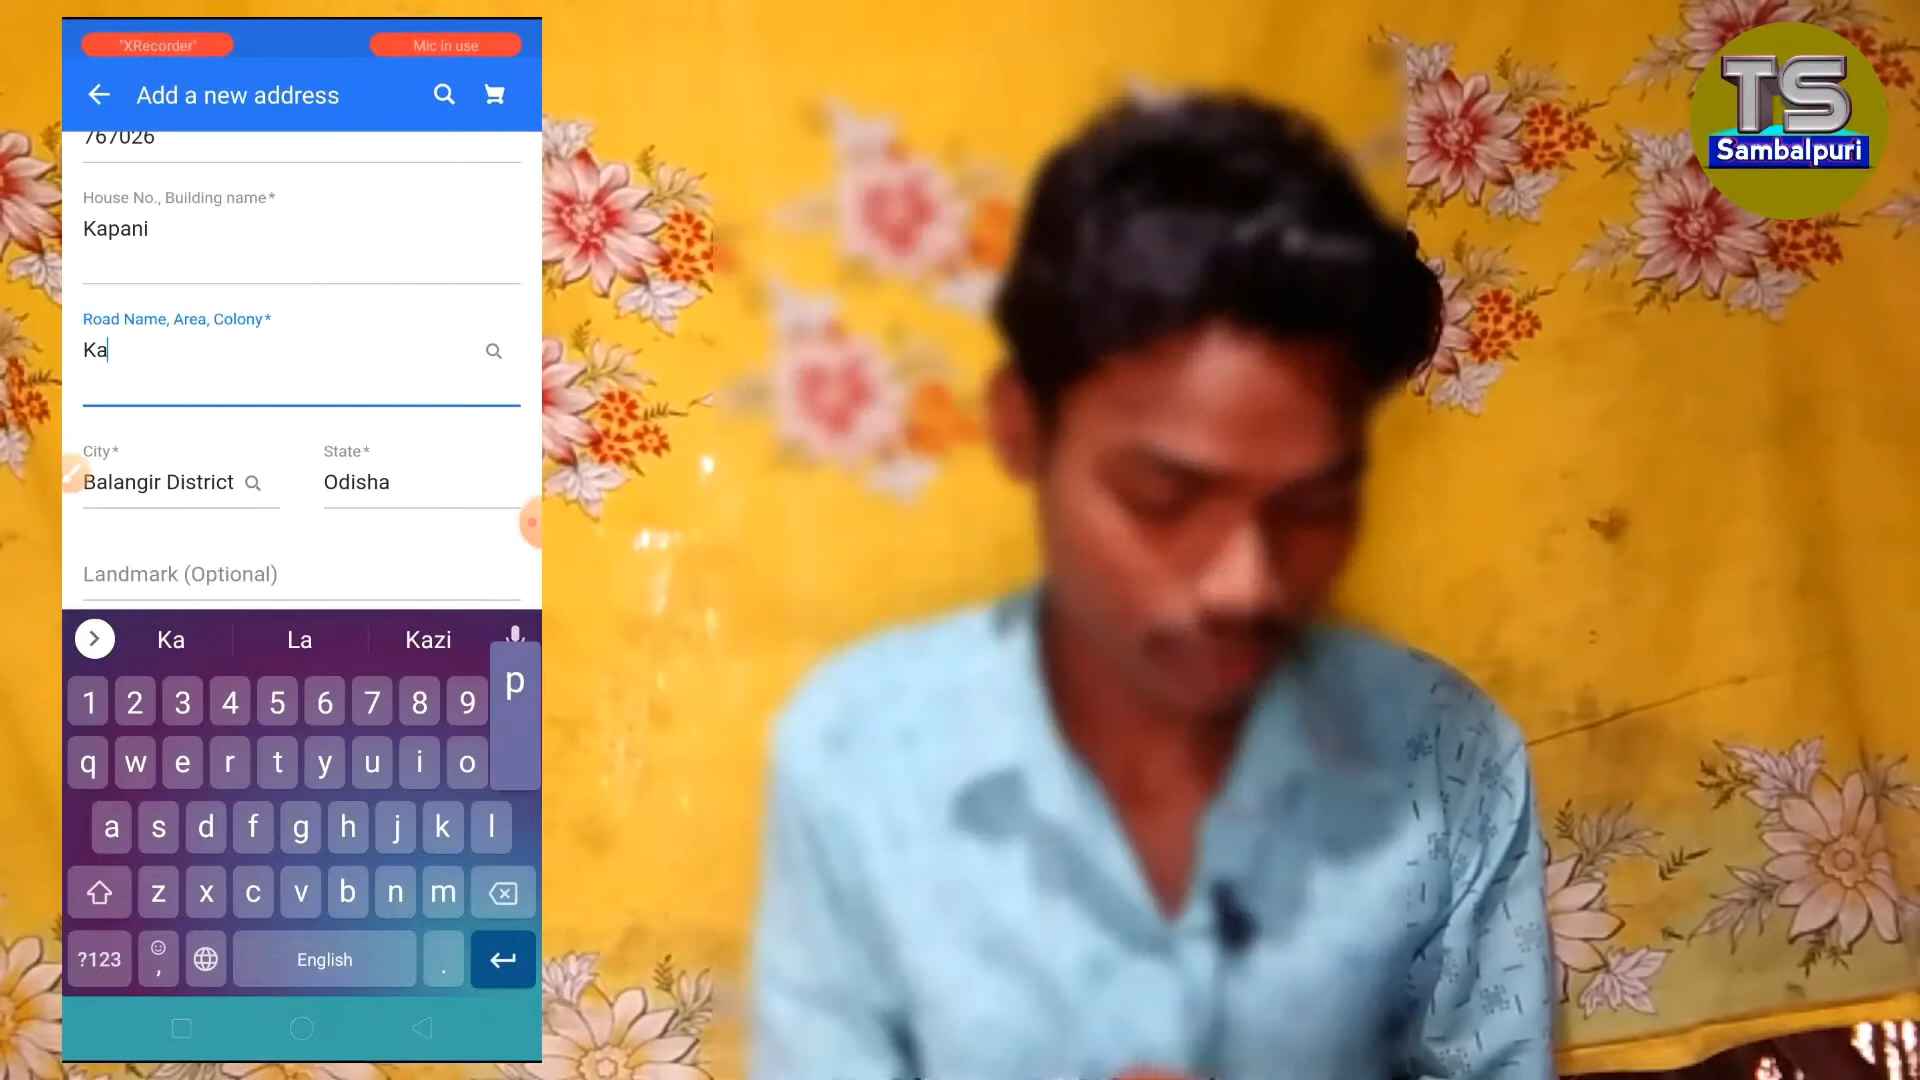 "XRecorder" Mic in use
Add a new address
767026
House No., Building name*
Kapani
Road Name, Area, Colony*
Ka
City* State*
Balangir District Odisha
Landmark (Optional)
Ka La Kazi
1 2 3 4 5 6 7 8 9
p
q w e r t y u i o
a s d f g h j k l
z x c v b n m
?123 , English .
TS
Sambalpuri